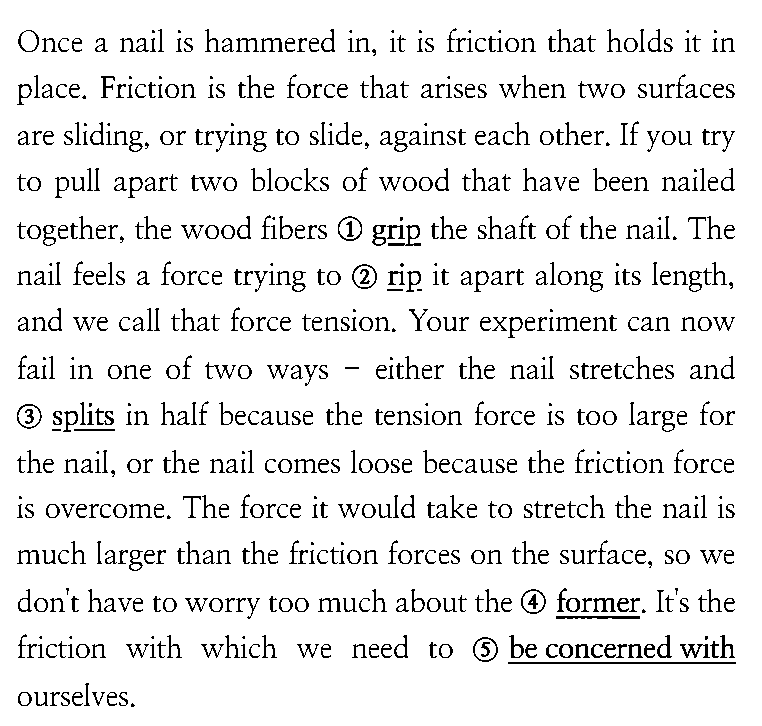 Once a nail is hammered in, it is friction that holds it in
place. Friction is the force that arises when two surfaces
are sliding, or trying to slide, against each other. If you try
to pull apart two blocks of wood that have been nailed
together, the wood fibers ① grip the shaft of the nail. The
nail feels a force trying to ② rip it apart along its length,
and we call that force tension. Your experiment can now
fail in one of two ways − either the nail stretches and
③ splits in half because the tension force is too large for
the nail, or the nail comes loose because the friction force
is overcome. The force it would take to stretch the nail is
much larger than the friction forces on the surface, so we
don't have to worry too much about the ④ former. It's the
friction with which we need to ⑤ be concerned with
ourselves.